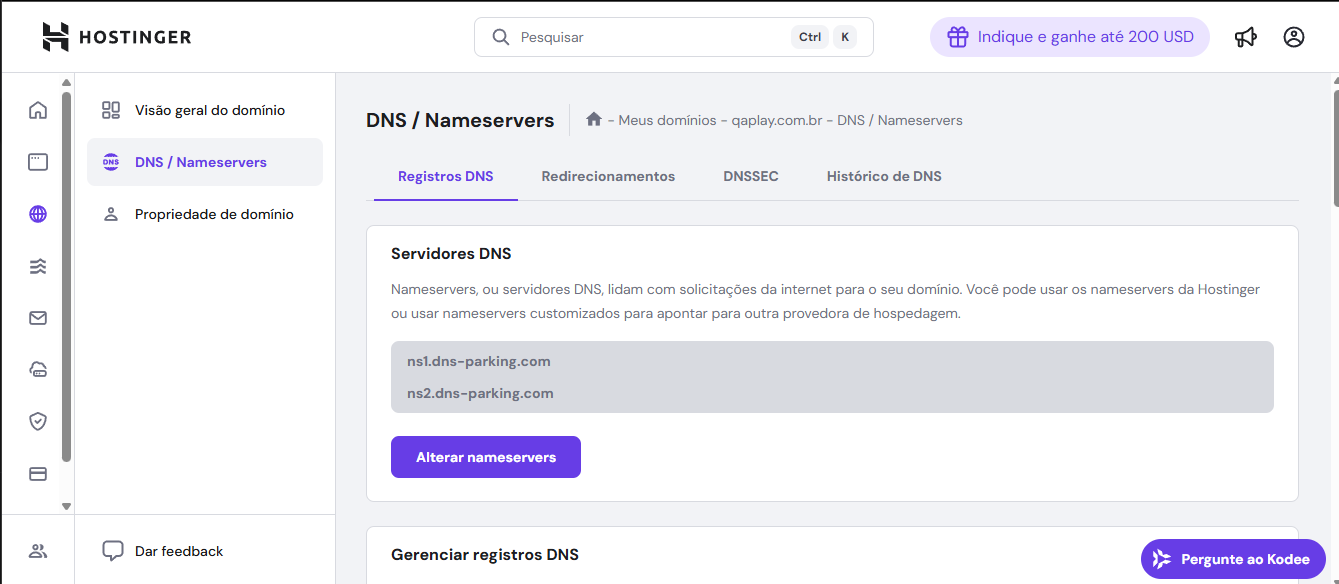 HOSTINGER
Pesquisar
Ctrl
K
Indique e ganhe até 200 USD
Visão geral do domínio
DNS
DNS / Nameservers
Propriedade de domínio
Dar feedback
DNS / Nameservers
- Meus domínios - qaplay.com.br - DNS / Nameservers
Registros DNS
Redirecionamentos
DNSSEC
Histórico de DNS
Servidores DNS
Nameservers, ou servidores DNS, lidam com solicitações da internet para o seu domínio. Você pode usar os nameservers da Hostinger
ou usar nameservers customizados para apontar para outra provedora de hospedagem.
ns1.dns-parking.com
ns2.dns-parking.com
Alterar nameservers
Gerenciar registros DNS
Pergunte ao Kodee